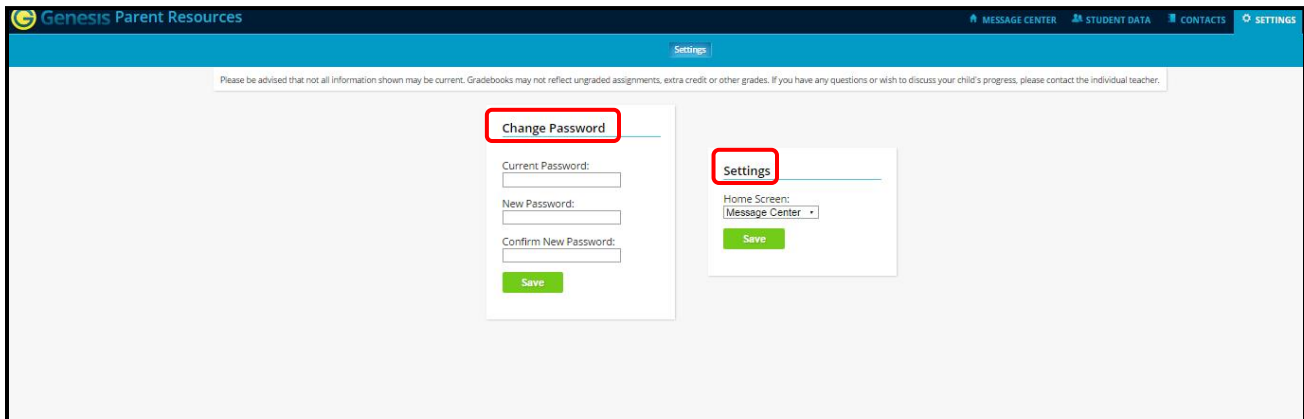 G Genesis Parent Resources
MESSAGE CENTER STUDENT DATA CONTACTS SETTINGS
Settings
Please be advised that not all information shown may be current. Gradebooks may not reflect ungraded assignments, extra credit or other grades. If you have any questions or wish to discuss your child's progress, please contact the individual teacher.
Change Password
Current Password:
New Password:
Confirm New Password:
Save
Settings
Home Screen:
Message Center
Save